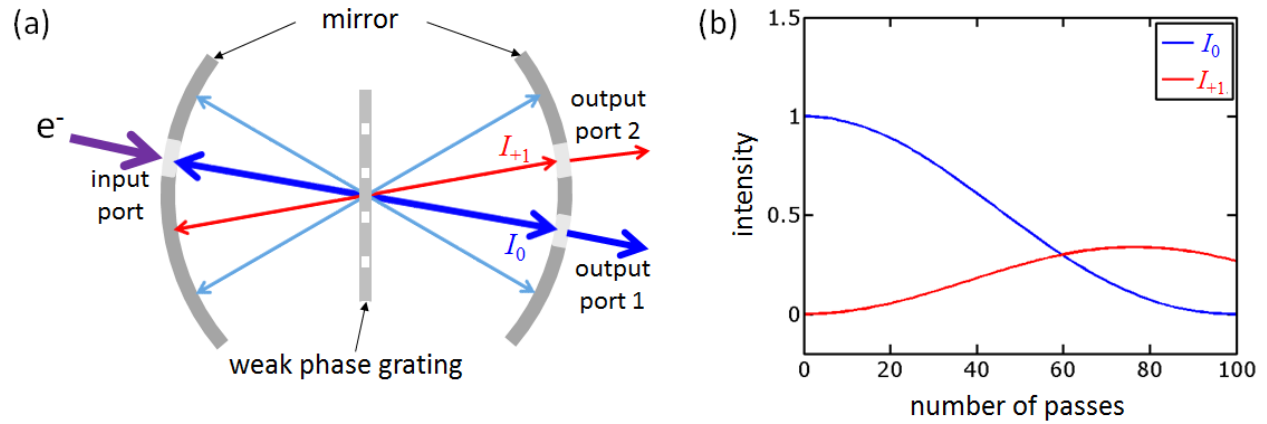 (a)
mirror
e-
input
port
I+1
output
port 2
I0
output
port 1
weak phase grating
(b)
1.5
1
0.5
0
intensity
I0
I+1
0
20
40
60
80
100
number of passes